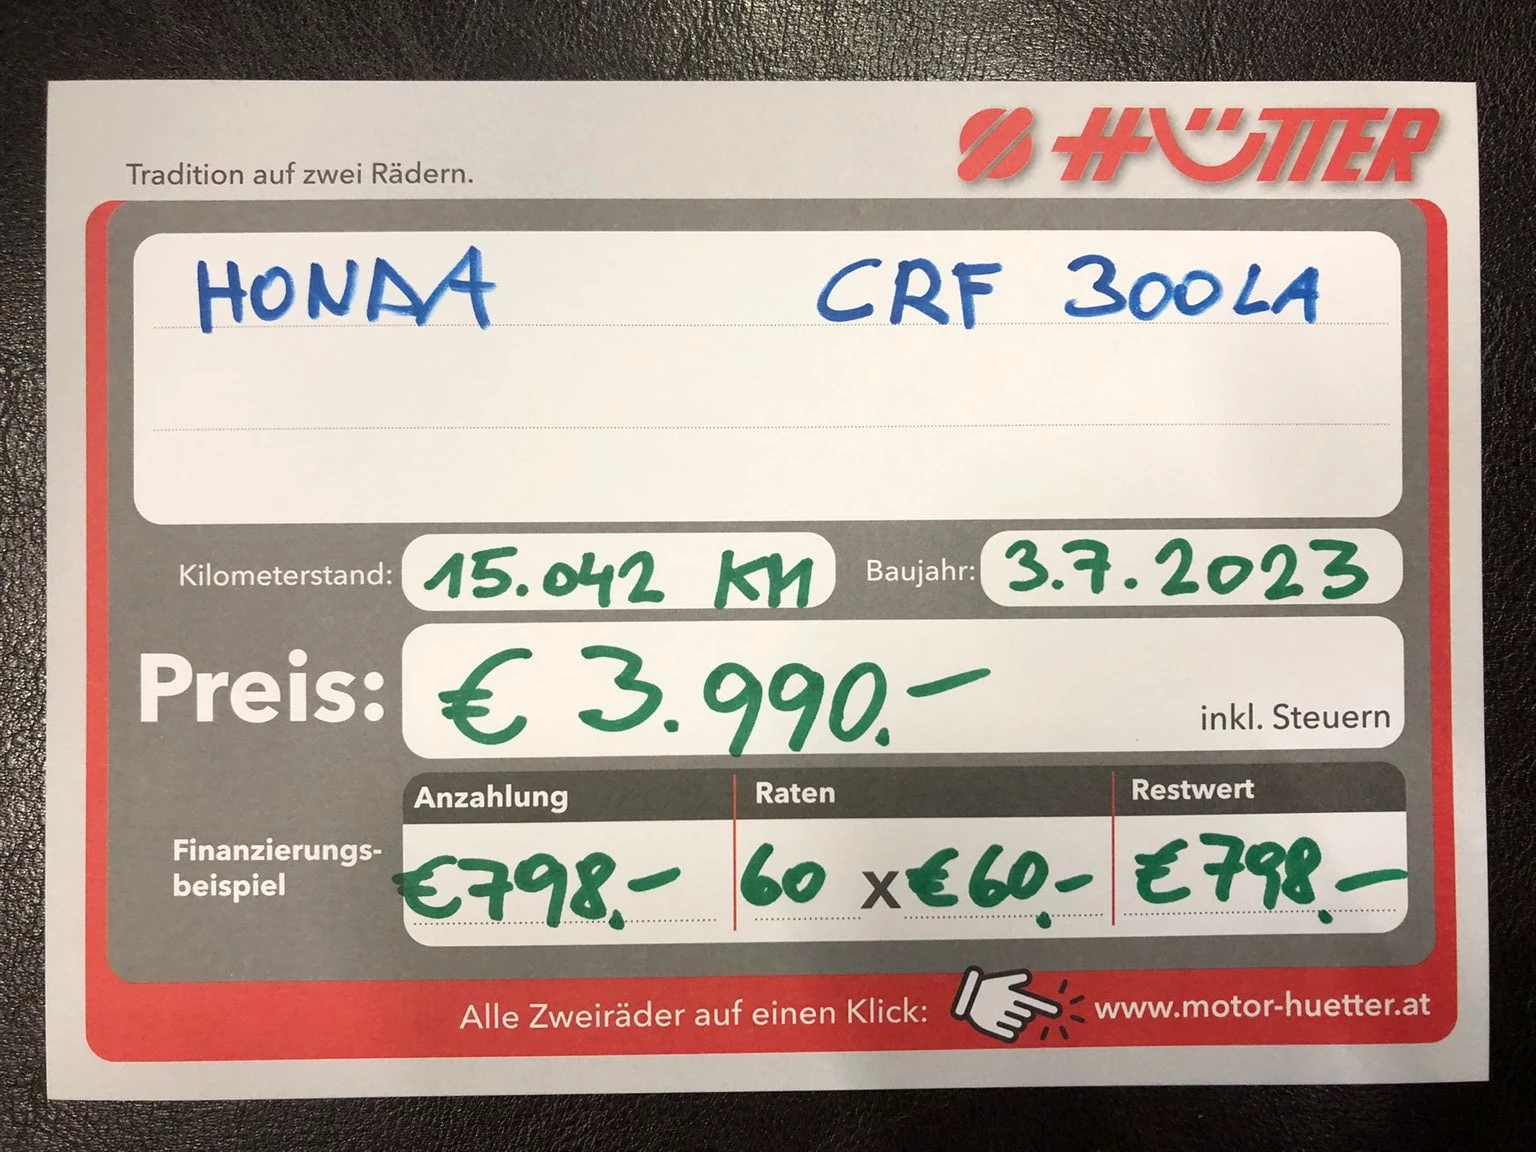 Tradition auf zwei Rädern.
HÜTTER
HONDA CRF 300LA
Kilometerstand: 15.042 KM Baujahr: 3.7.2023
Preis: € 3.990.-
inkl. Steuern
Anzahlung Raten Restwert
Finanzierungs-
beispiel
€798,- 60 x €60,- €798,-
Alle Zweiräder auf einen Klick: www.motor-huetter.at